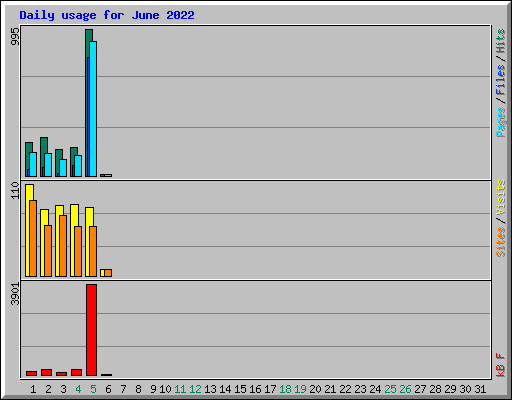 Daily usage for June 2022
995
Pages / Files / Hits
110
Sites / Visits
3901
kB F
1 2 3 4 5 6 7 8 9 10 11 12 13 14 15 16 17 18 19 20 21 22 23 24 25 26 27 28 29 30 31